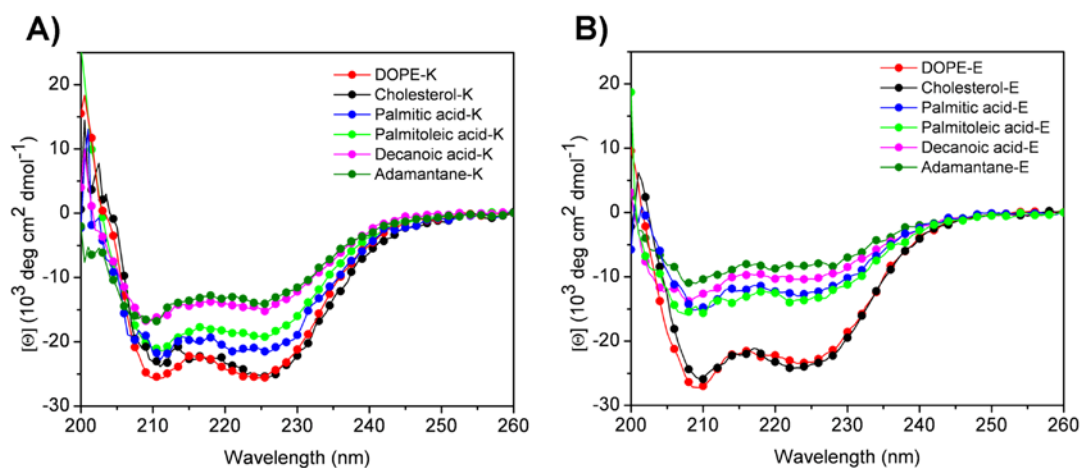 A)
[Θ] (10³ deg cm² dmol⁻¹)
20
10
0
-10
-20
-30
DOPE-K
Cholesterol-K
Palmitic acid-K
Palmitoleic acid-K
Decanoic acid-K
Adamantane-K
200 210 220 230 240 250 260
Wavelength (nm)
B)
[Θ] (10³ deg cm² dmol⁻¹)
20
10
0
-10
-20
-30
DOPE-E
Cholesterol-E
Palmitic acid-E
Palmitoleic acid-E
Decanoic acid-E
Adamantane-E
200 210 220 230 240 250 260
Wavelength (nm)